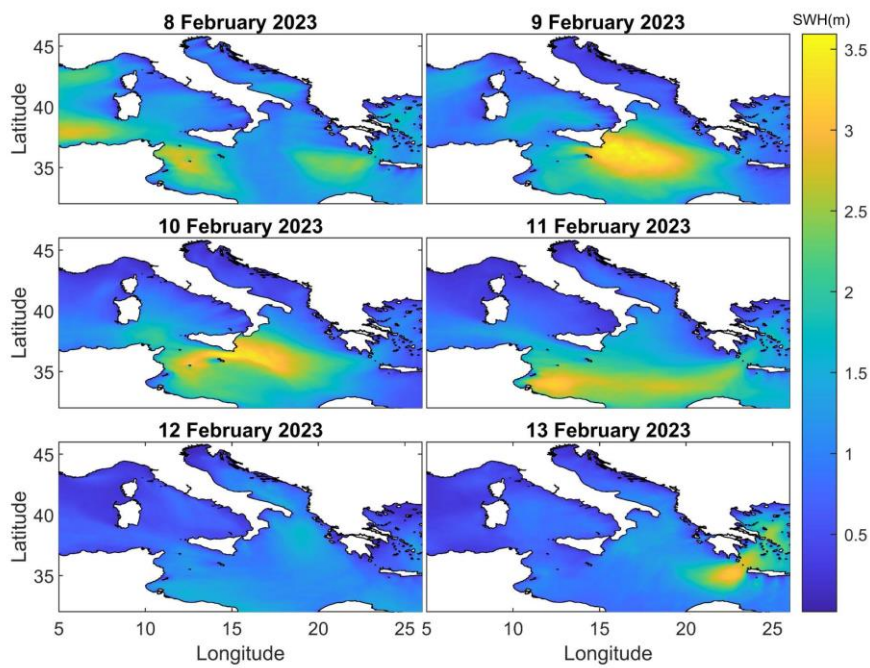 8 February 2023
9 February 2023
SWH(m)
45
40
35
Latitude
3.5
3
2.5
2
1.5
1
0.5
10 February 2023
11 February 2023
45
40
35
Latitude
12 February 2023
13 February 2023
45
40
35
Latitude
5 10 15 20 25 5 10 15 20 25
Longitude Longitude